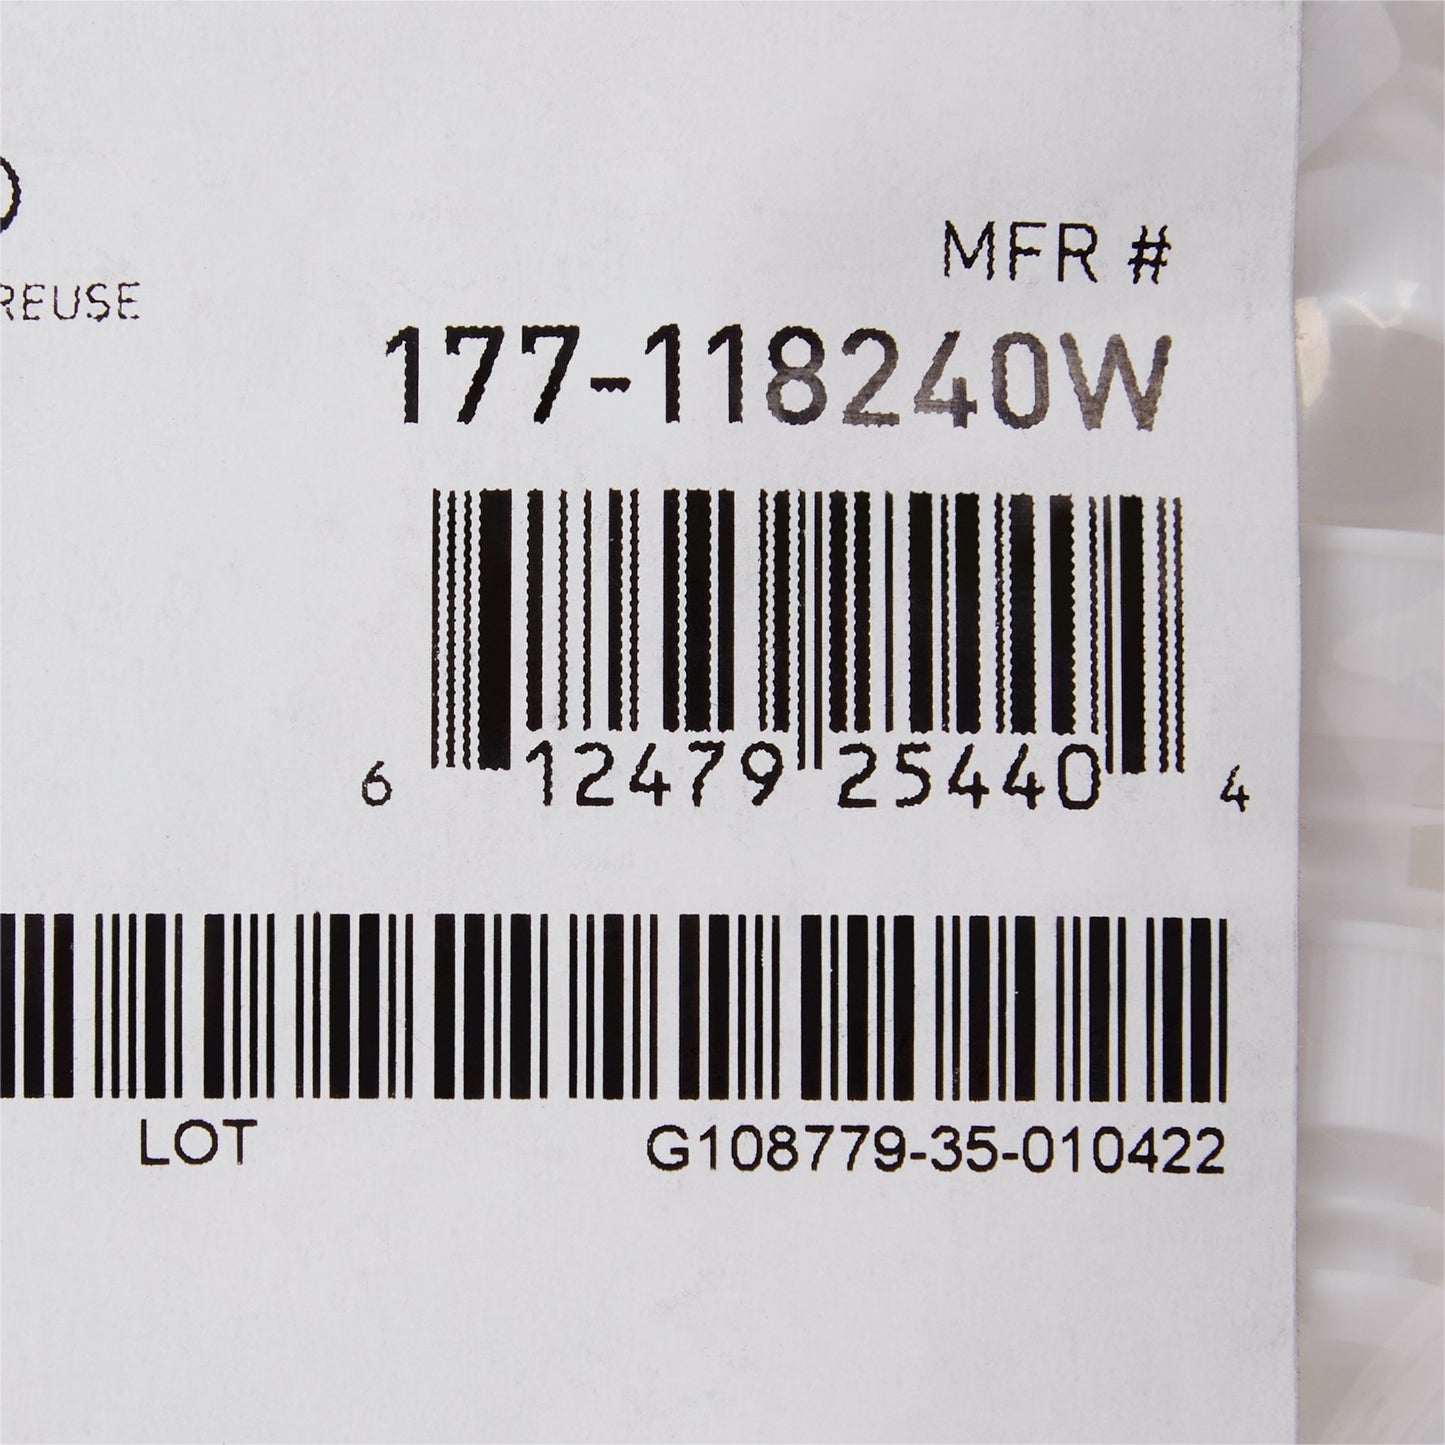 REUSE
MFR #
177-118240W
6 12479 25440 4
LOT G108779-35-010422